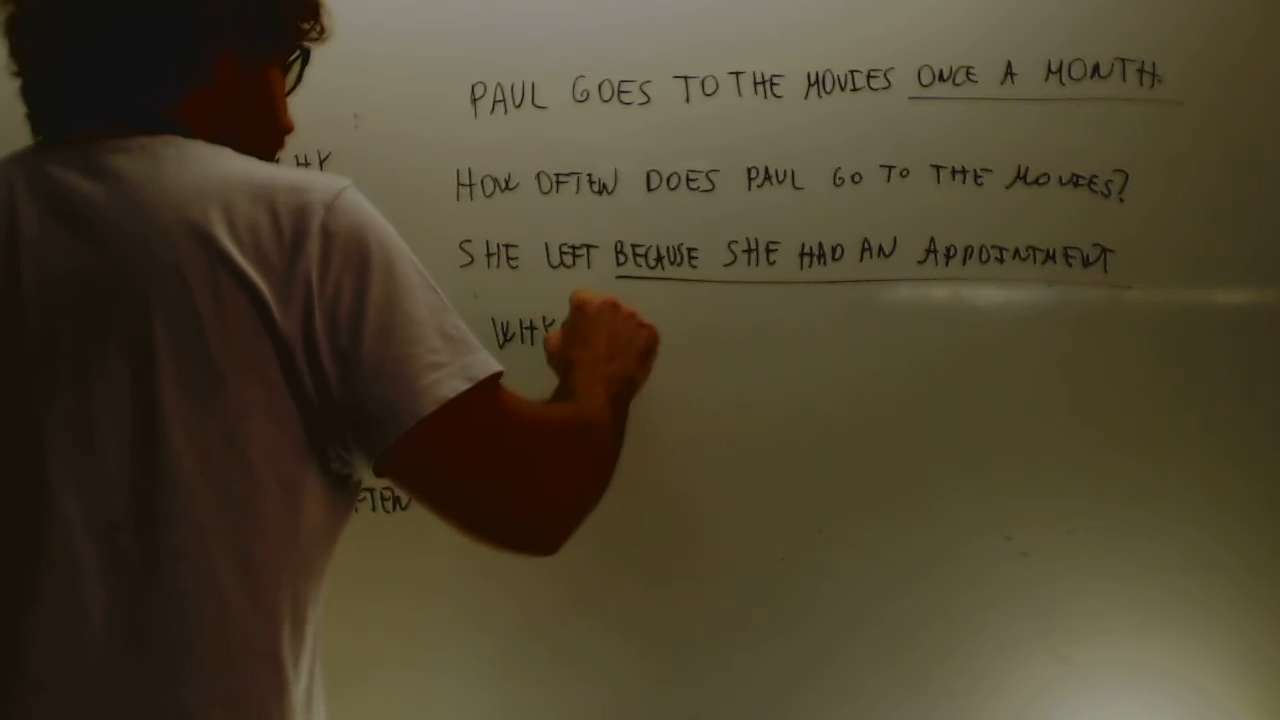 PAUL GOES TO THE MOVIES ONCE A MONTH.
HOW OFTEN DOES PAUL GO TO THE MOVIES?
SHE LEFT BECAUSE SHE HAD AN APPOINTMENT
WHY